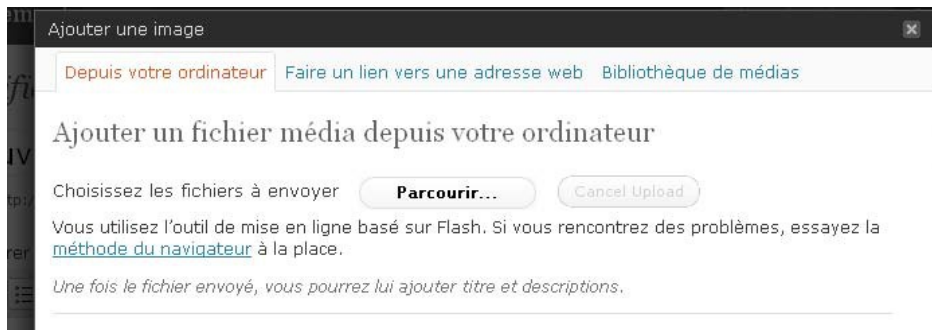 Ajouter une image
Depuis votre ordinateur Faire un lien vers une adresse web Bibliothèque de médias
Ajouter un fichier média depuis votre ordinateur
Choisissez les fichiers à envoyer Parcourir... Cancel Upload
Vous utilisez l'outil de mise en ligne basé sur Flash. Si vous rencontrez des problèmes, essayez la
méthode du navigateur à la place.
Une fois le fichier envoyé, vous pourrez lui ajouter titre et descriptions.